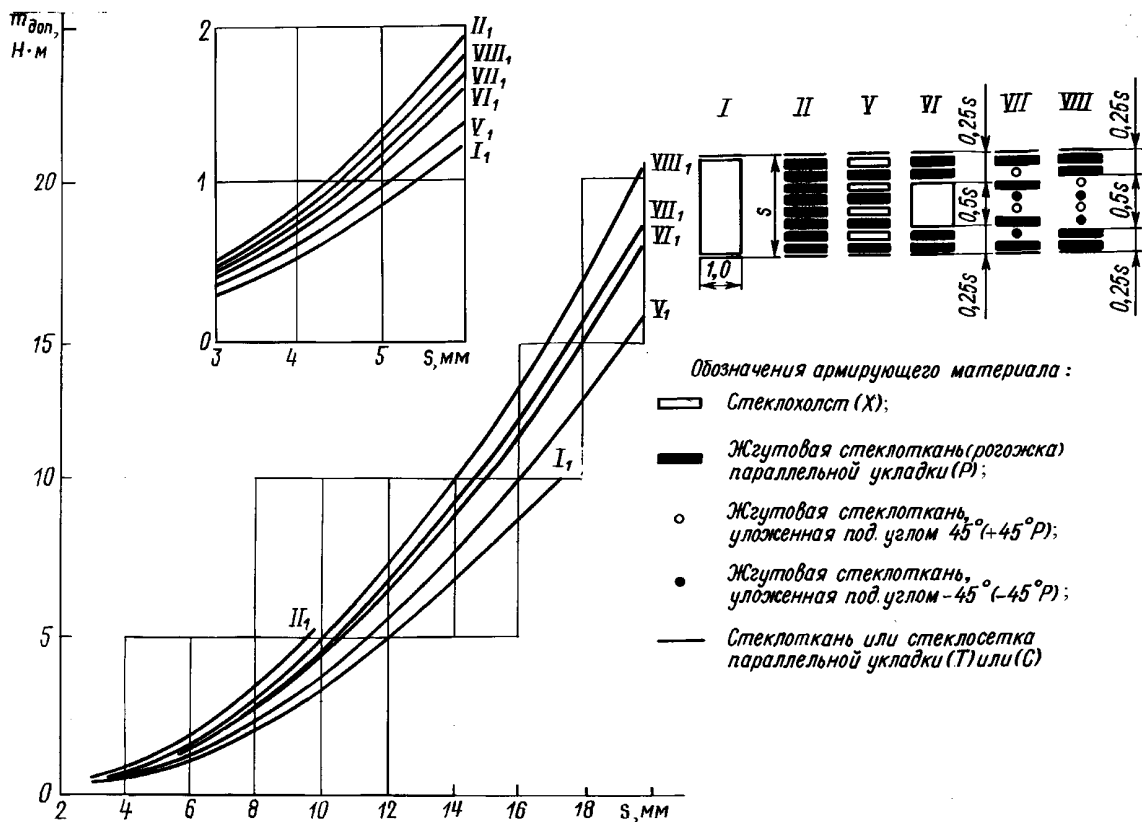 mдоп,
Н·м
20
15
10
5
0
2
4
6
8
10
12
14
16
18
s, мм
2
1
0
3
4
5
s, мм
II₁
VIII₁
VII₁
VI₁
V₁
I₁
VIII₁
VII₁
VI₁
V₁
I₁
II₁
I II V VI VII VIII
s
1,0
0,25s
0,5s
0,25s
0,25s
0,5s
0,25s
Обозначения армирующего материала:
Стеклохолст (Х);
Жгутовая стеклоткань (рогожка)
параллельной укладки (Р);
Жгутовая стеклоткань,
уложенная под. углом 45° (+45°Р);
Жгутовая стеклоткань,
уложенная под. углом -45° (-45°Р);
Стеклоткань или стеклосетка
параллельной укладки (Т) или (С)